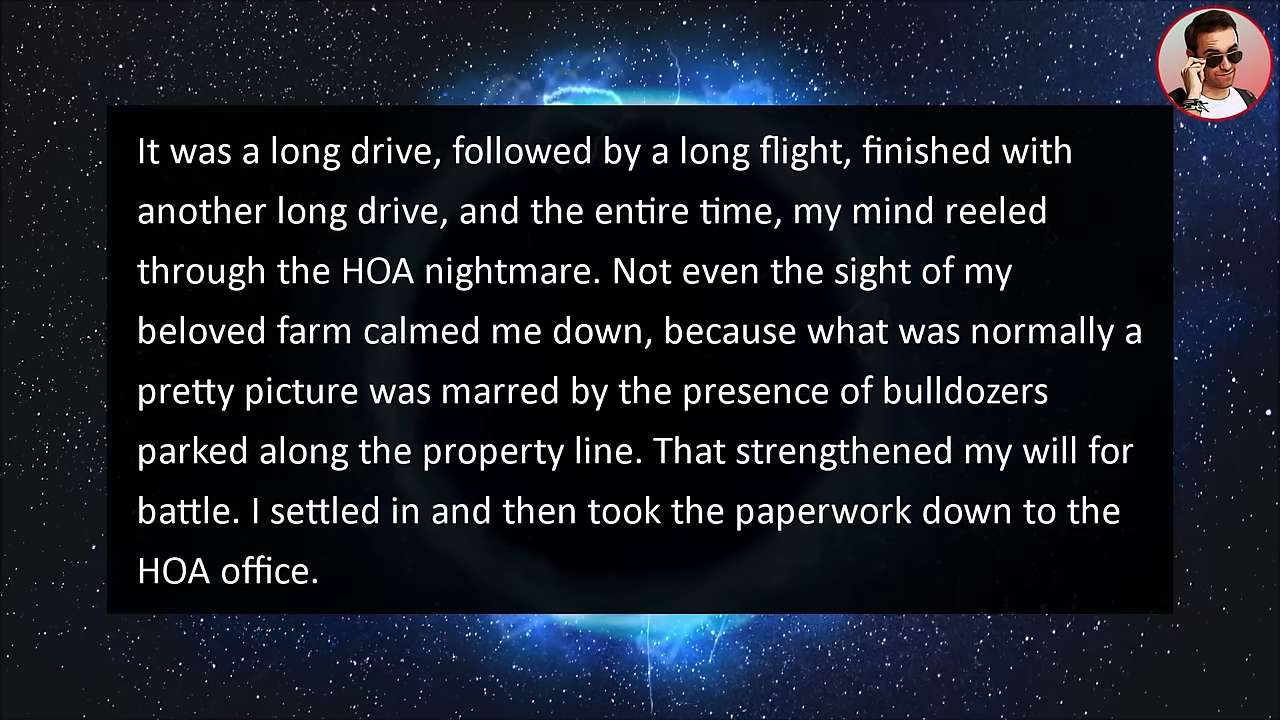 It was a long drive, followed by a long flight, finished with
another long drive, and the entire time, my mind reeled
through the HOA nightmare. Not even the sight of my
beloved farm calmed me down, because what was normally a
pretty picture was marred by the presence of bulldozers
parked along the property line. That strengthened my will for
battle. I settled in and then took the paperwork down to the
HOA office.